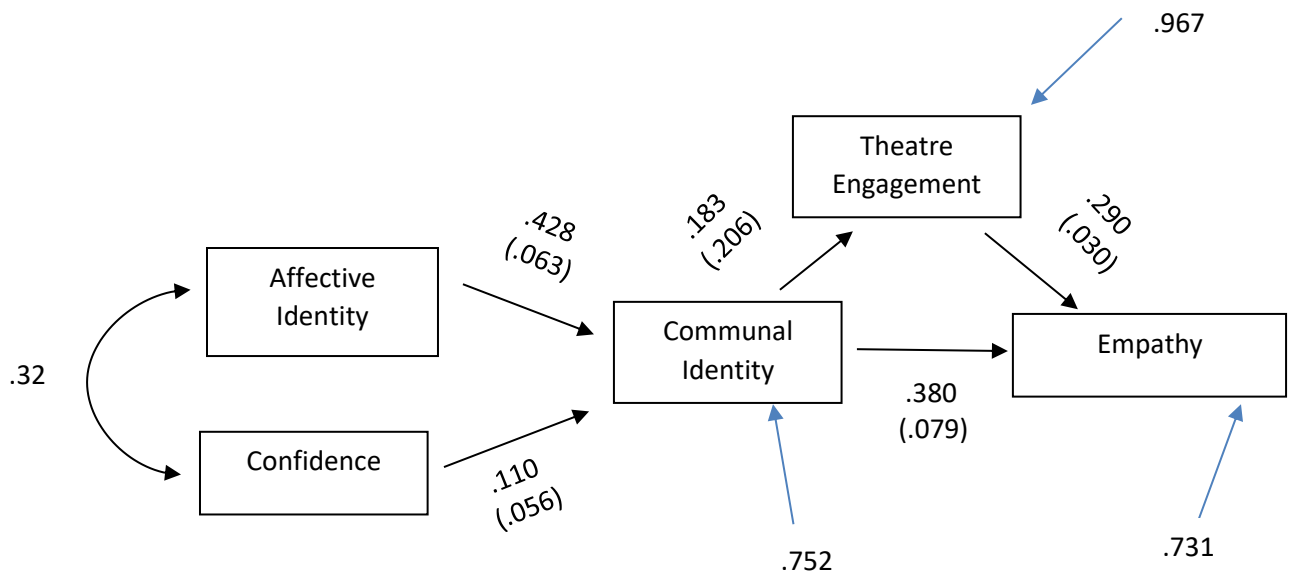 .967
Theatre
Engagement
.183
(.206)
.290
(.030)
.428
(.063)
Affective
Identity
Communal
Identity
Empathy
.32
.380
(.079)
Confidence
.110
(.056)
.752
.731